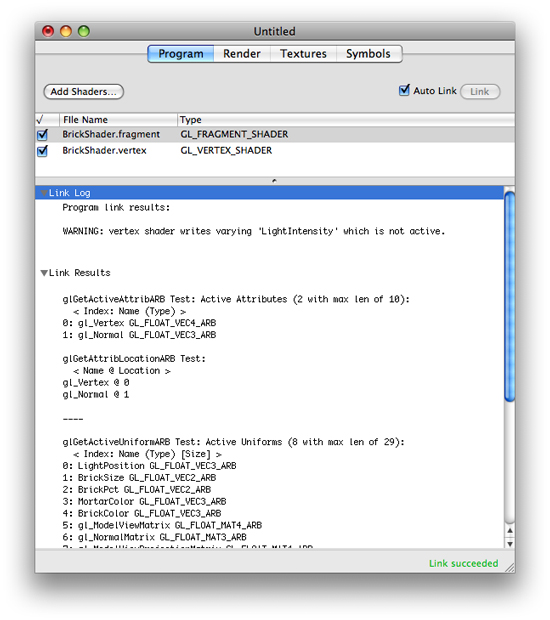 Untitled
Program Render Textures Symbols
Add Shaders... Auto Link Link
√ File Name Type
BrickShader.fragment GL_FRAGMENT_SHADER
BrickShader.vertex GL_VERTEX_SHADER
Link Log
Program link results:
WARNING: vertex shader writes varying 'LightIntensity' which is not active.
Link Results
glGetActiveAttribARB Test: Active Attributes (2 with max len of 10):
< Index: Name (Type) >
0: gl_Vertex GL_FLOAT_VEC4_ARB
1: gl_Normal GL_FLOAT_VEC3_ARB
glGetAttribLocationARB Test:
< Name @ Location >
gl_Vertex @ 0
gl_Normal @ 1
----
glGetActiveUniformARB Test: Active Uniforms (8 with max len of 29):
< Index: Name (Type) [Size] >
0: LightPosition GL_FLOAT_VEC3_ARB
1: BrickSize GL_FLOAT_VEC2_ARB
2: BrickPct GL_FLOAT_VEC2_ARB
3: MortarColor GL_FLOAT_VEC3_ARB
4: BrickColor GL_FLOAT_VEC3_ARB
5: gl_ModelViewMatrix GL_FLOAT_MAT4_ARB
6: gl_NormalMatrix GL_FLOAT_MAT3_ARB
7: gl_ModelViewProjectionMatrix GL_FLOAT_MAT4_ARB
Link succeeded